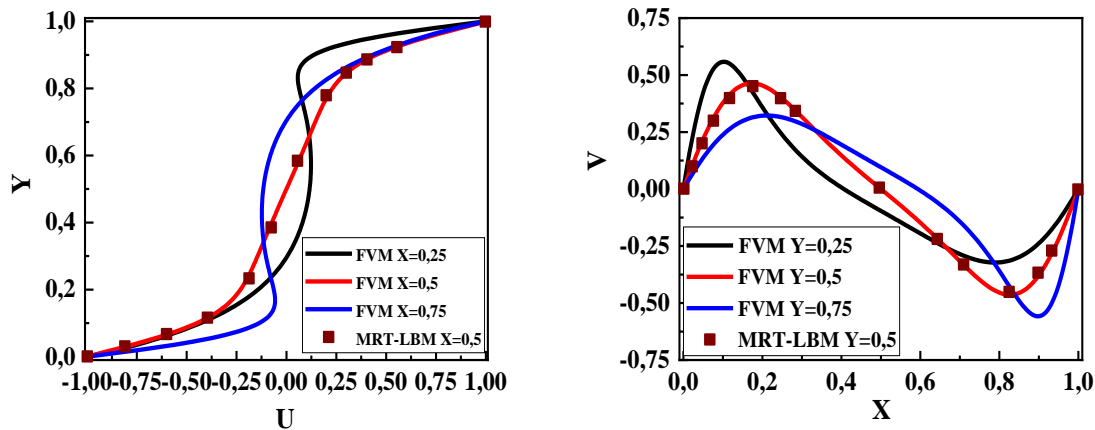 1,0
0,8
0,6
0,4
0,2
0,0
Y
-1,00 -0,75 -0,50 -0,25 0,00 0,25 0,50 0,75 1,00
U
FVM X=0,25
FVM X=0,5
FVM X=0,75
MRT-LBM X=0,5
0,75
0,50
0,25
0,00
-0,25
-0,50
-0,75
V
0,0 0,2 0,4 0,6 0,8 1,0
X
FVM Y=0,25
FVM Y=0,5
FVM Y=0,75
MRT-LBM Y=0,5